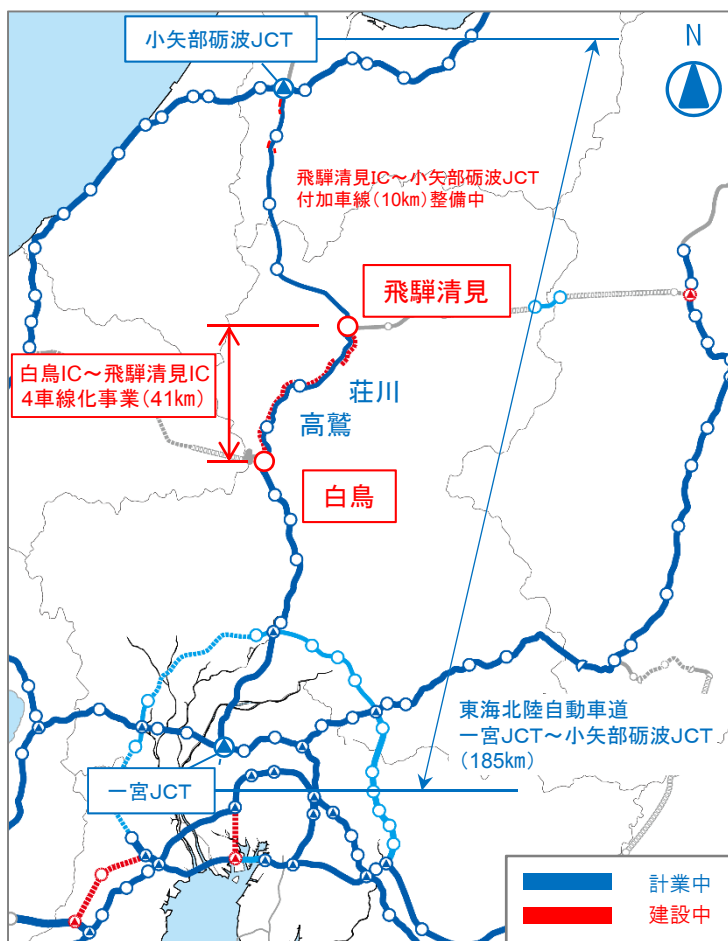 小矢部砺波JCT
N
飛騨清見IC～小矢部砺波JCT
付加車線(10km)整備中
飛騨清見
白鳥IC～飛騨清見IC
4車線化事業(41km)
荘川
高鷲
白鳥
東海北陸自動車道
一宮JCT～小矢部砺波JCT
(185km)
一宮JCT
計業中
建設中